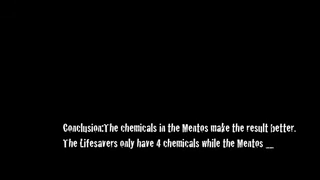 Conclusion:The chemicals in the Mentos make the result better.
The Lifesavers only have 4 chemicals while the Mentos __